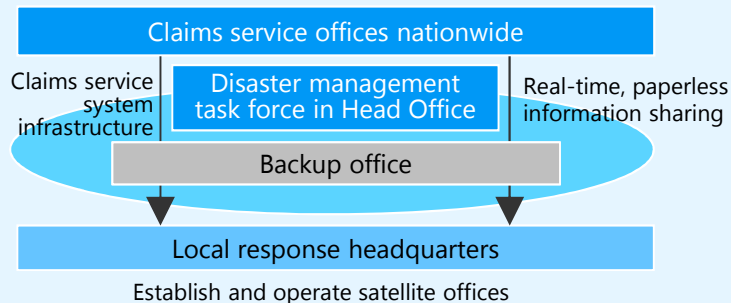 Claims service offices nationwide
Claims service
system
infrastructure
Disaster management
task force in Head Office
Real-time, paperless
information sharing
Backup office
Local response headquarters
Establish and operate satellite offices